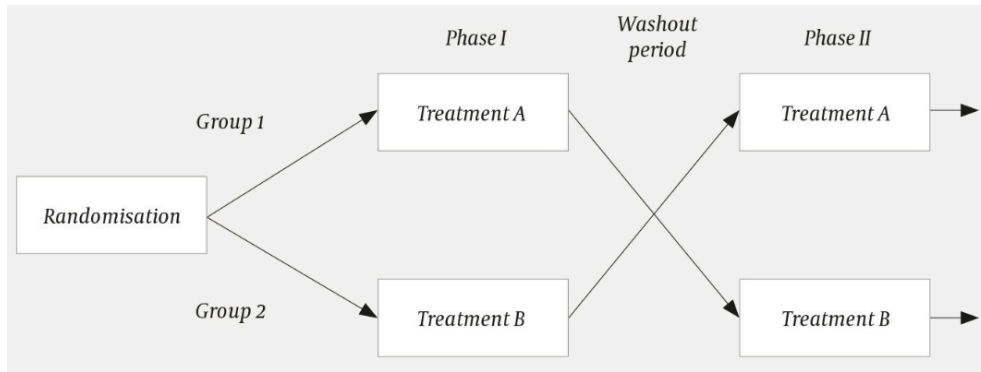 Phase I
Washout
period
Phase II
Treatment A
Treatment A
Group 1
Randomisation
Group 2
Treatment B
Treatment B